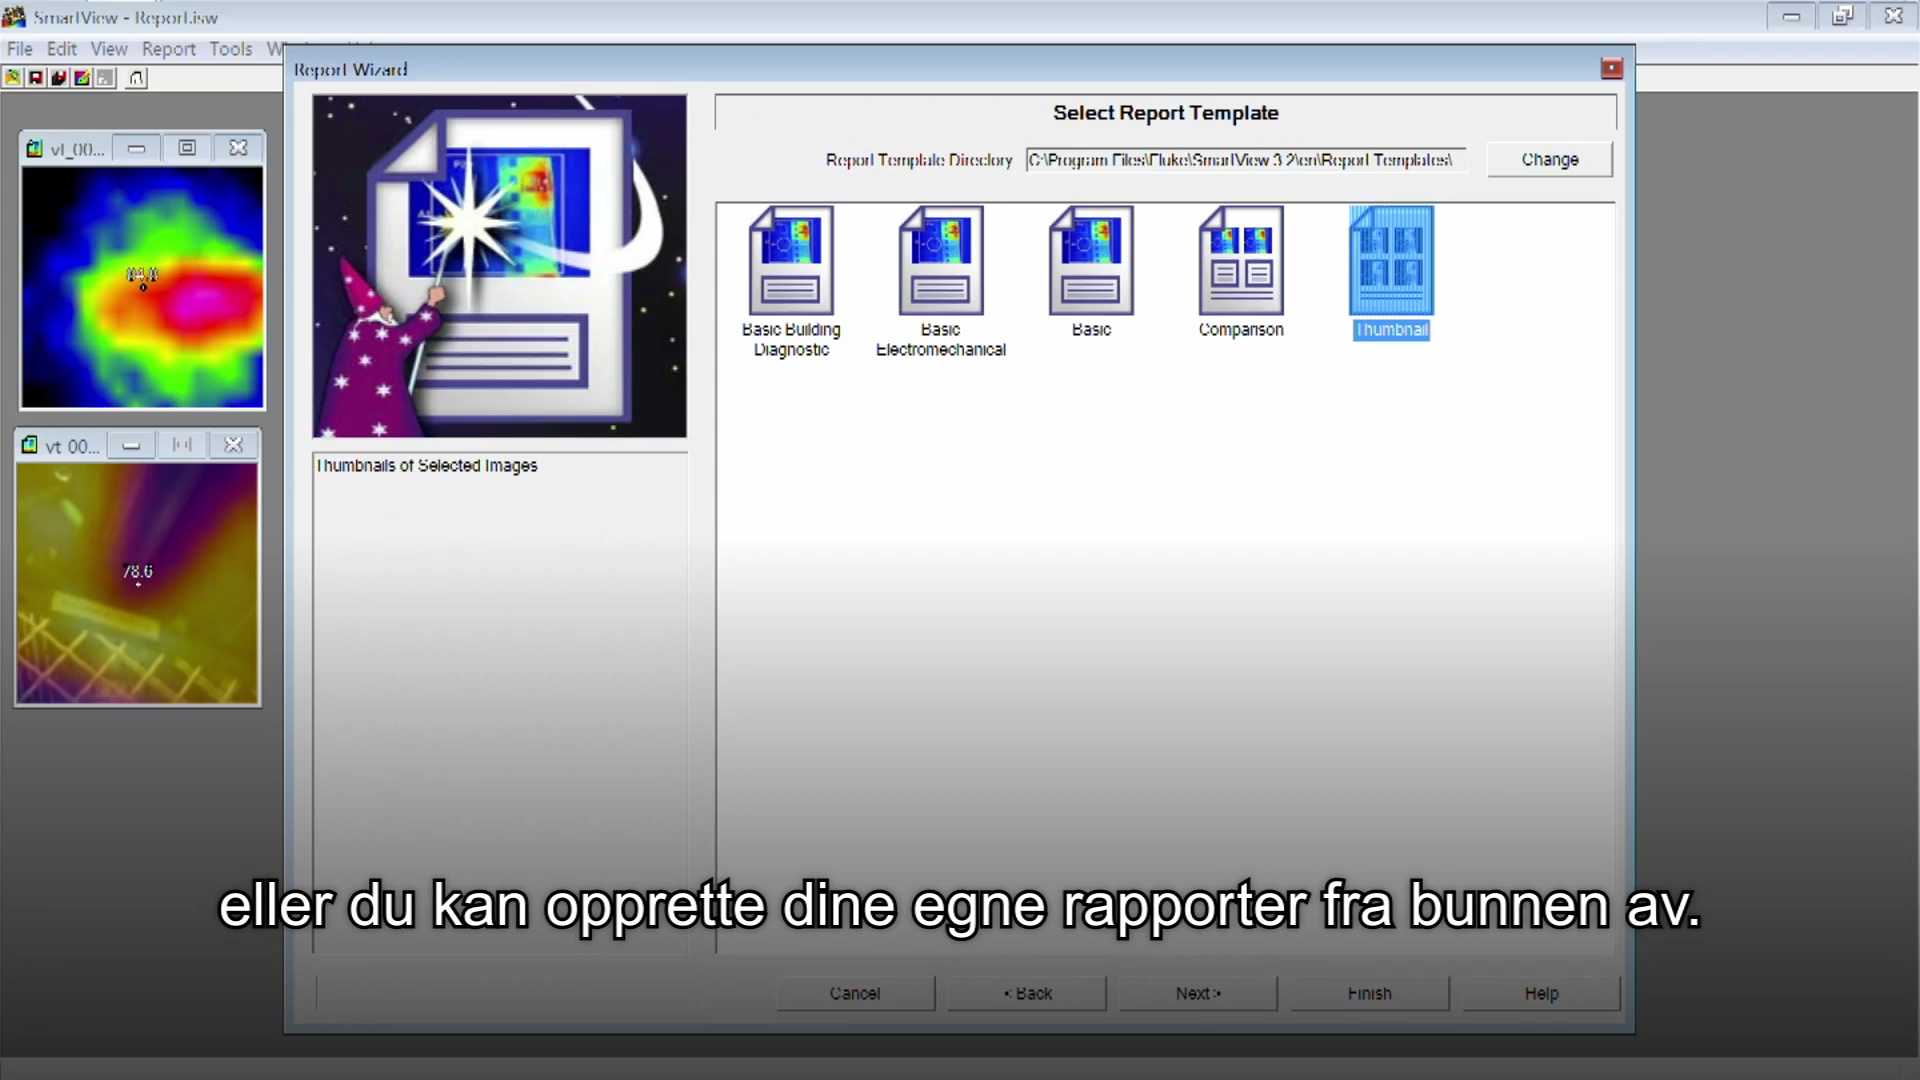 SmartView - Report.isw
File Edit View Report Tools
Report Wizard
Select Report Template
Report Template Directory C:\Program Files\Fluke\SmartView 3.2\en\Report Templates\ Change
vl_00...
Basic Building Diagnostic
Basic Electromechanical
Basic
Comparison
Thumbnail
vt 00...
Thumbnails of Selected Images
78.6
eller du kan opprette dine egne rapporter fra bunnen av.
Cancel < Back Next > Finish Help